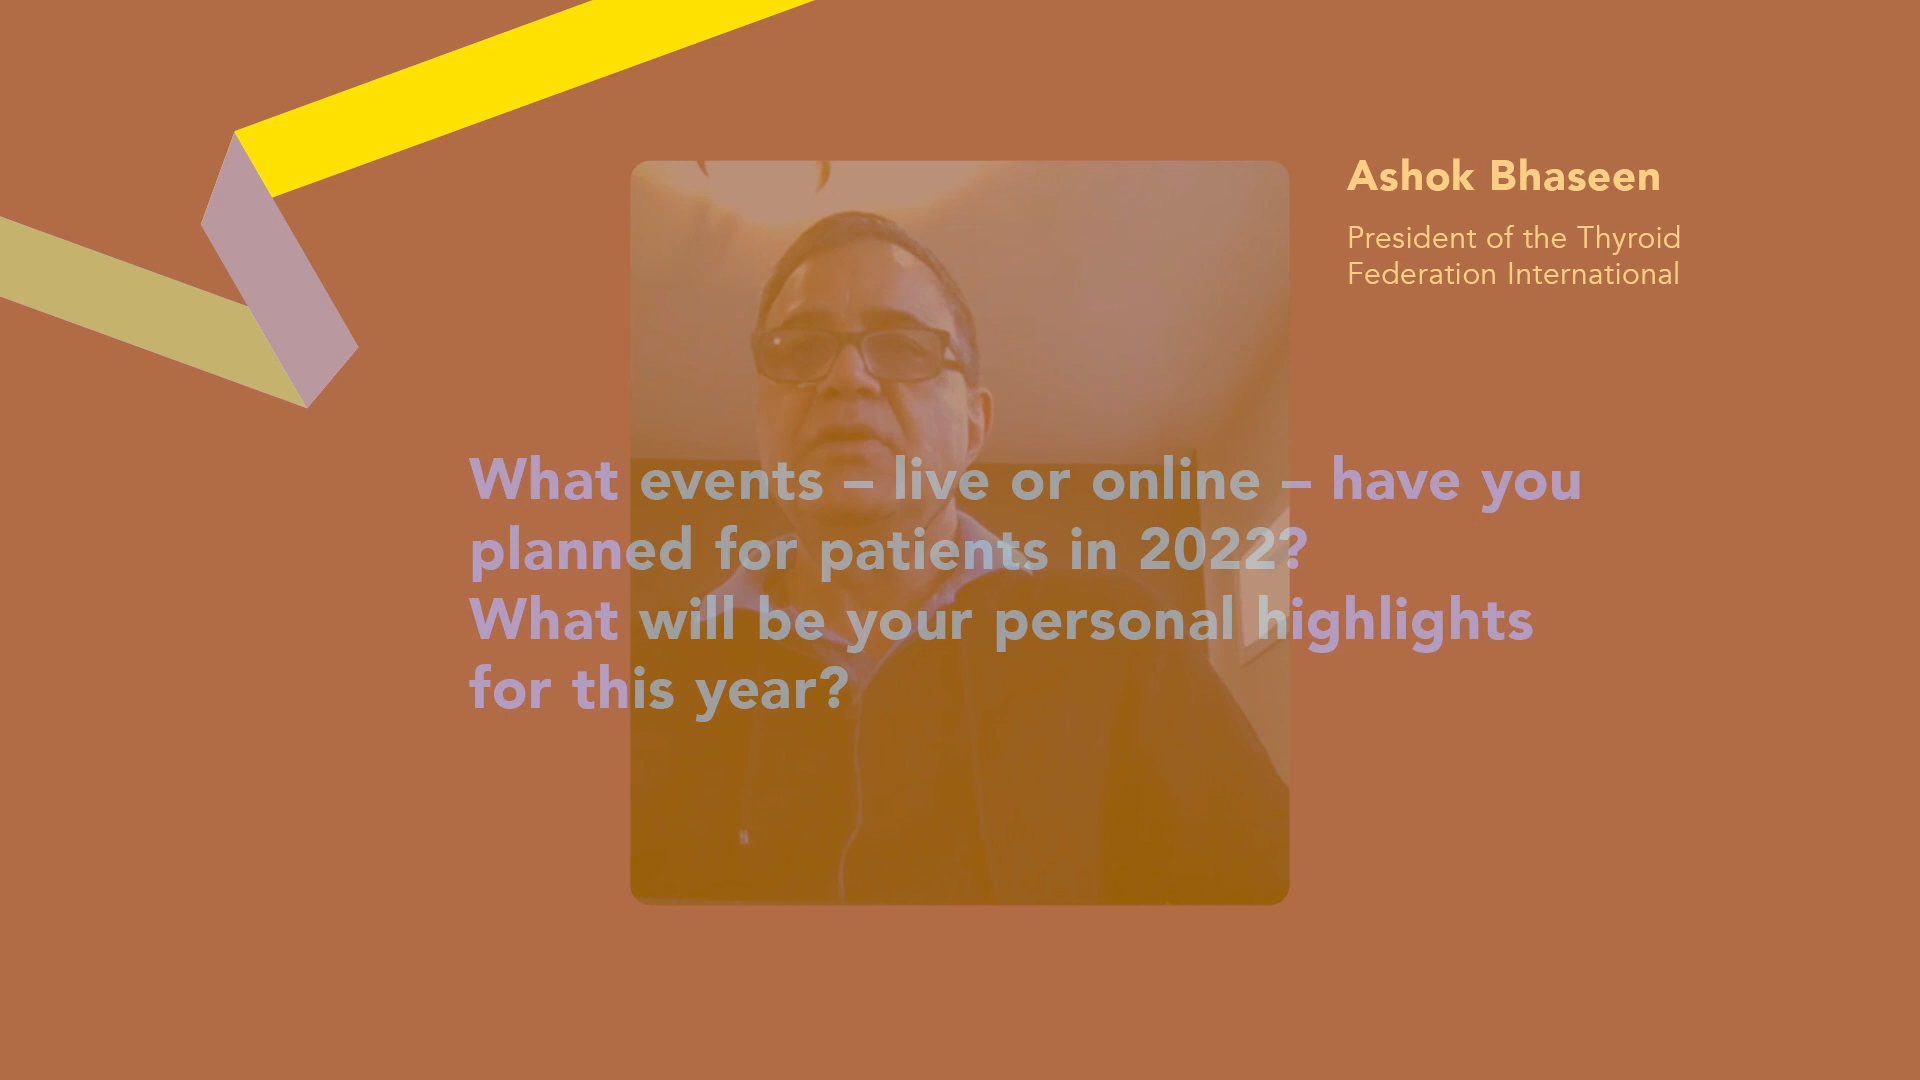 Ashok Bhaseen
President of the Thyroid
Federation International
What events – live or online – have you
planned for patients in 2022?
What will be your personal highlights
for this year?